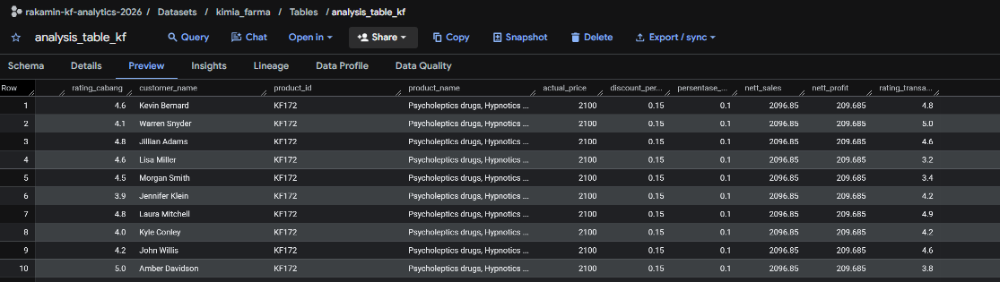 rakamin-kf-analytics-2026 / Datasets / kimia_farma / Tables / analysis_table_kf
analysis_table_kf Query Chat Open in Share Copy Snapshot Delete Export / sync
Schema Details Preview Insights Lineage Data Profile Data Quality
Row rating_cabang customer_name product_id product_name actual_price discount_per... persentase_... nett_sales nett_profit rating_transa...
1 4.6 Kevin Bernard KF172 Psycholeptics drugs, Hypnotics ... 2100 0.15 0.1 2096.85 209.685 4.8
2 4.1 Warren Snyder KF172 Psycholeptics drugs, Hypnotics ... 2100 0.15 0.1 2096.85 209.685 5.0
3 4.8 Jillian Adams KF172 Psycholeptics drugs, Hypnotics ... 2100 0.15 0.1 2096.85 209.685 4.6
4 4.6 Lisa Miller KF172 Psycholeptics drugs, Hypnotics ... 2100 0.15 0.1 2096.85 209.685 3.2
5 4.5 Morgan Smith KF172 Psycholeptics drugs, Hypnotics ... 2100 0.15 0.1 2096.85 209.685 3.4
6 3.9 Jennifer Klein KF172 Psycholeptics drugs, Hypnotics ... 2100 0.15 0.1 2096.85 209.685 4.2
7 4.8 Laura Mitchell KF172 Psycholeptics drugs, Hypnotics ... 2100 0.15 0.1 2096.85 209.685 4.9
8 4.0 Kyle Conley KF172 Psycholeptics drugs, Hypnotics ... 2100 0.15 0.1 2096.85 209.685 4.2
9 4.2 John Willis KF172 Psycholeptics drugs, Hypnotics ... 2100 0.15 0.1 2096.85 209.685 4.6
10 5.0 Amber Davidson KF172 Psycholeptics drugs, Hypnotics ... 2100 0.15 0.1 2096.85 209.685 3.8